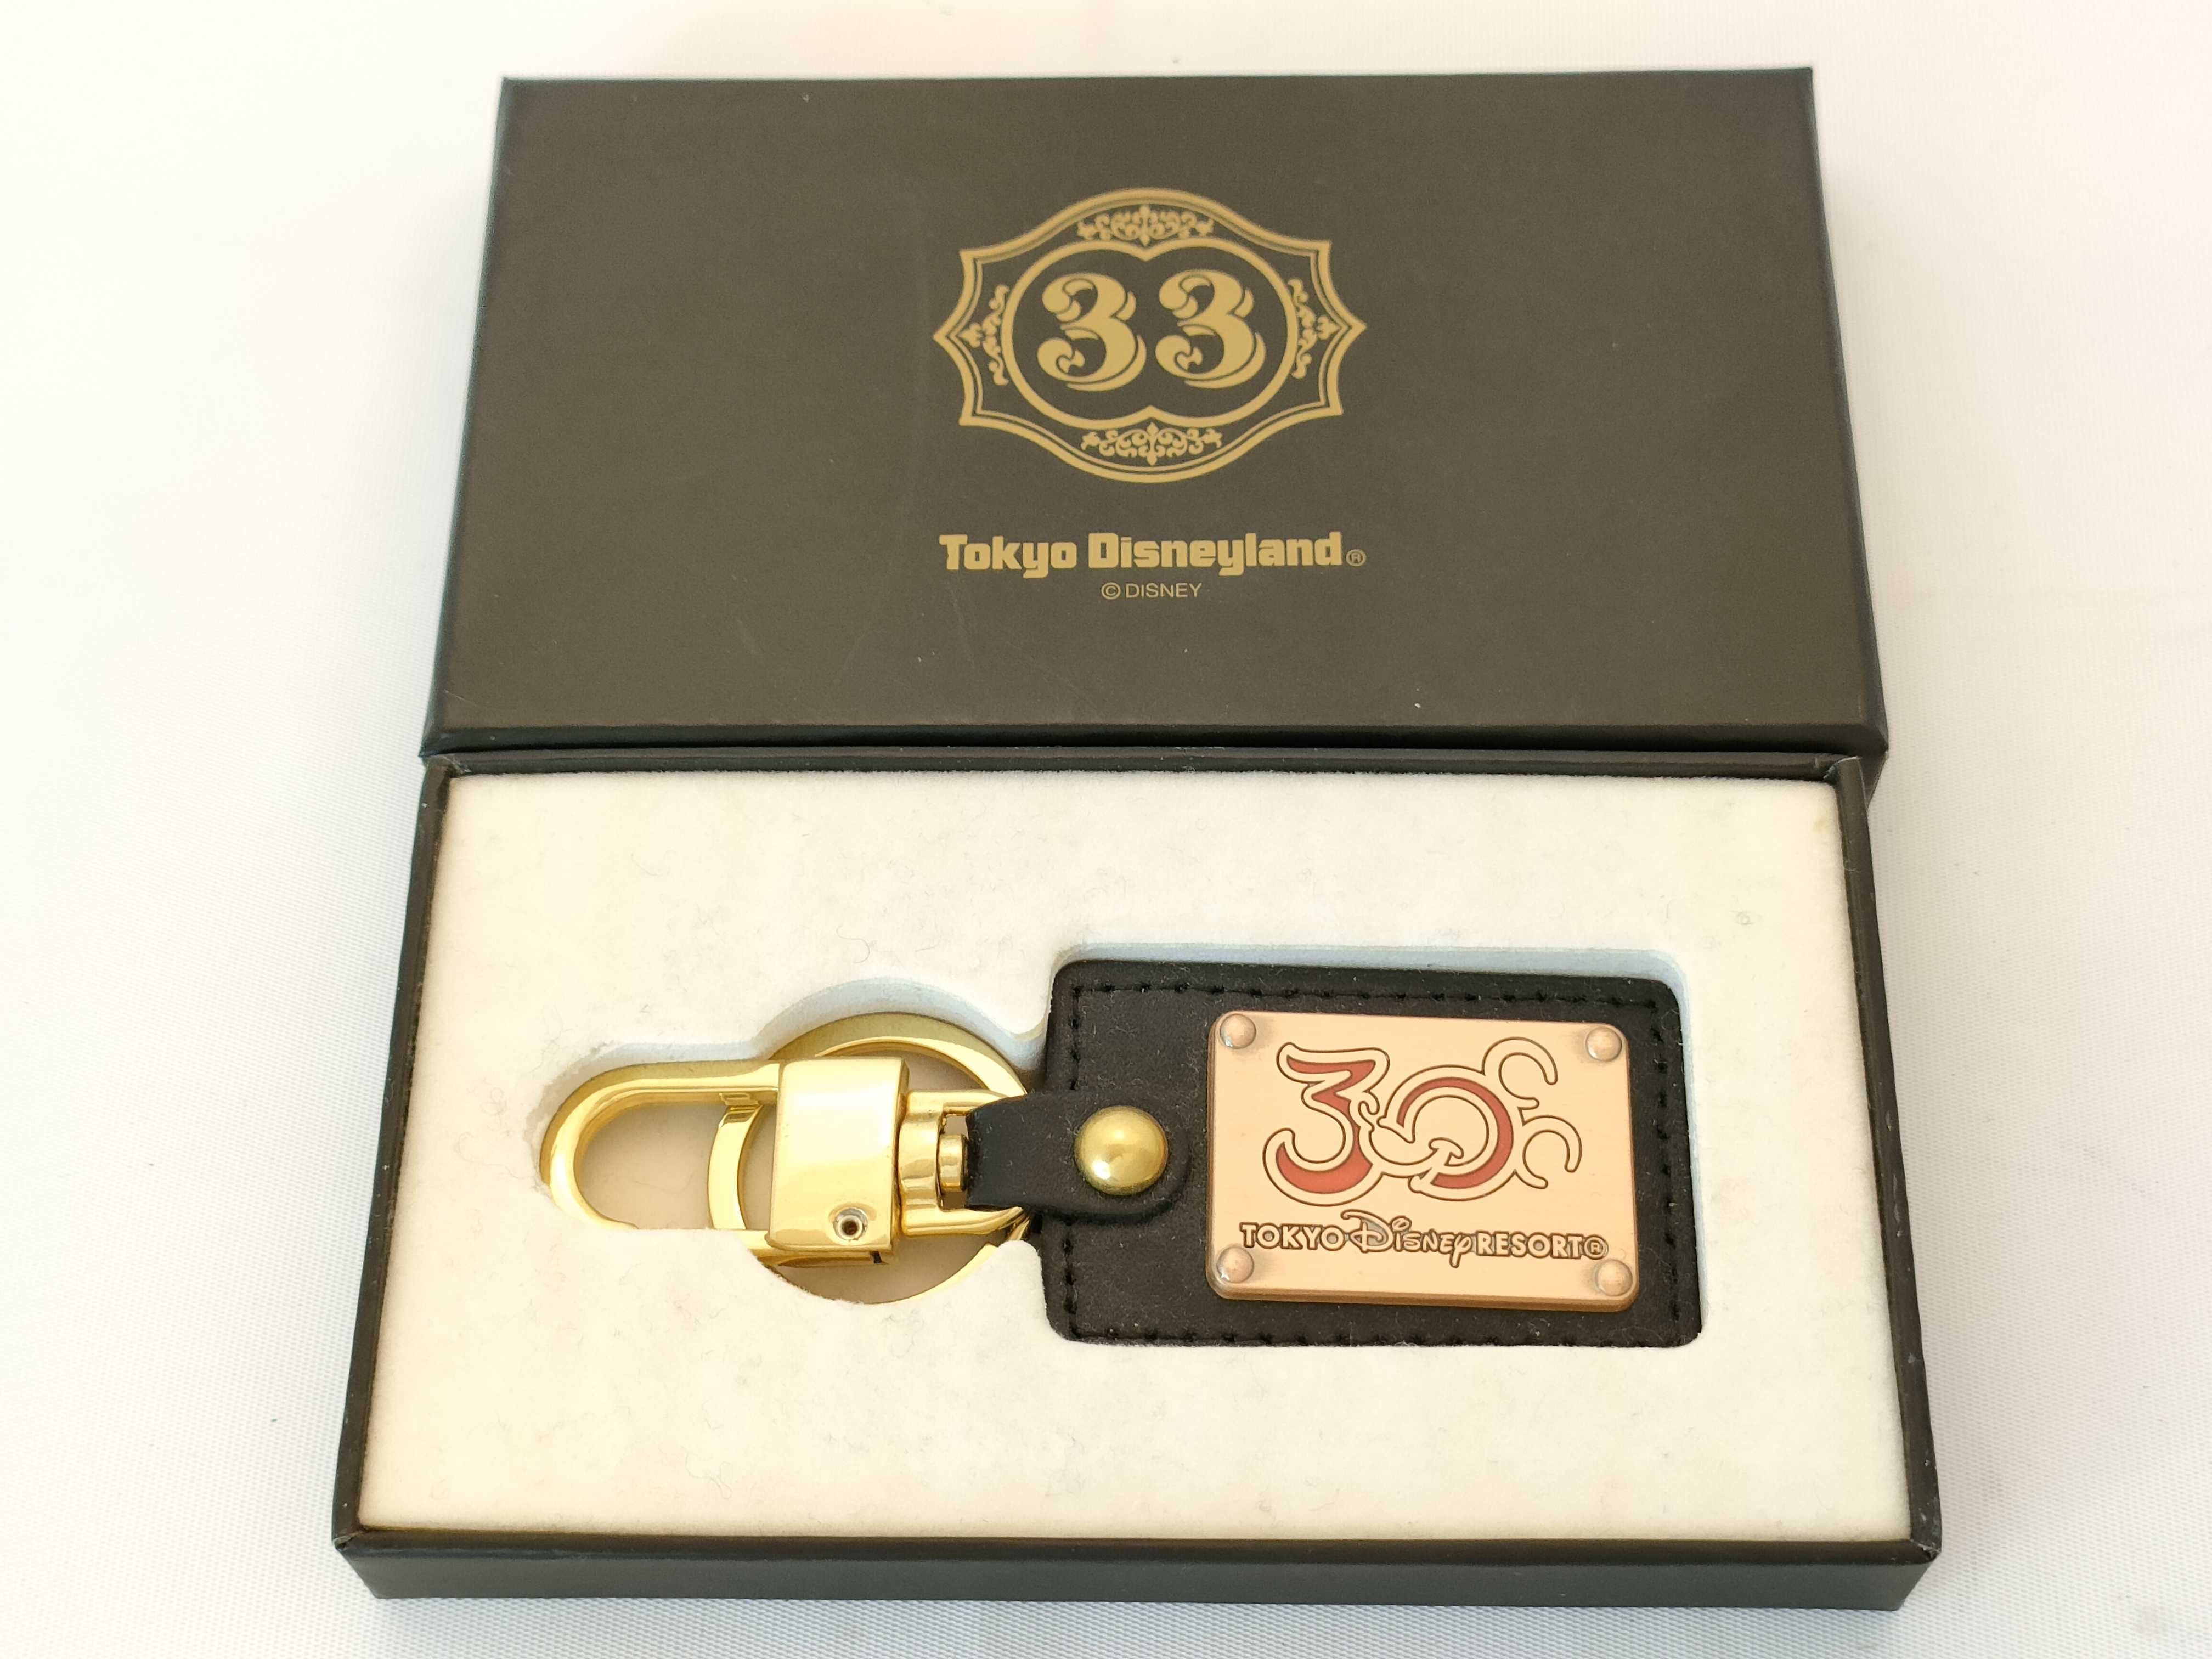 33
Tokyo Disneyland®
© DISNEY
30
TOKYO Disney RESORT®